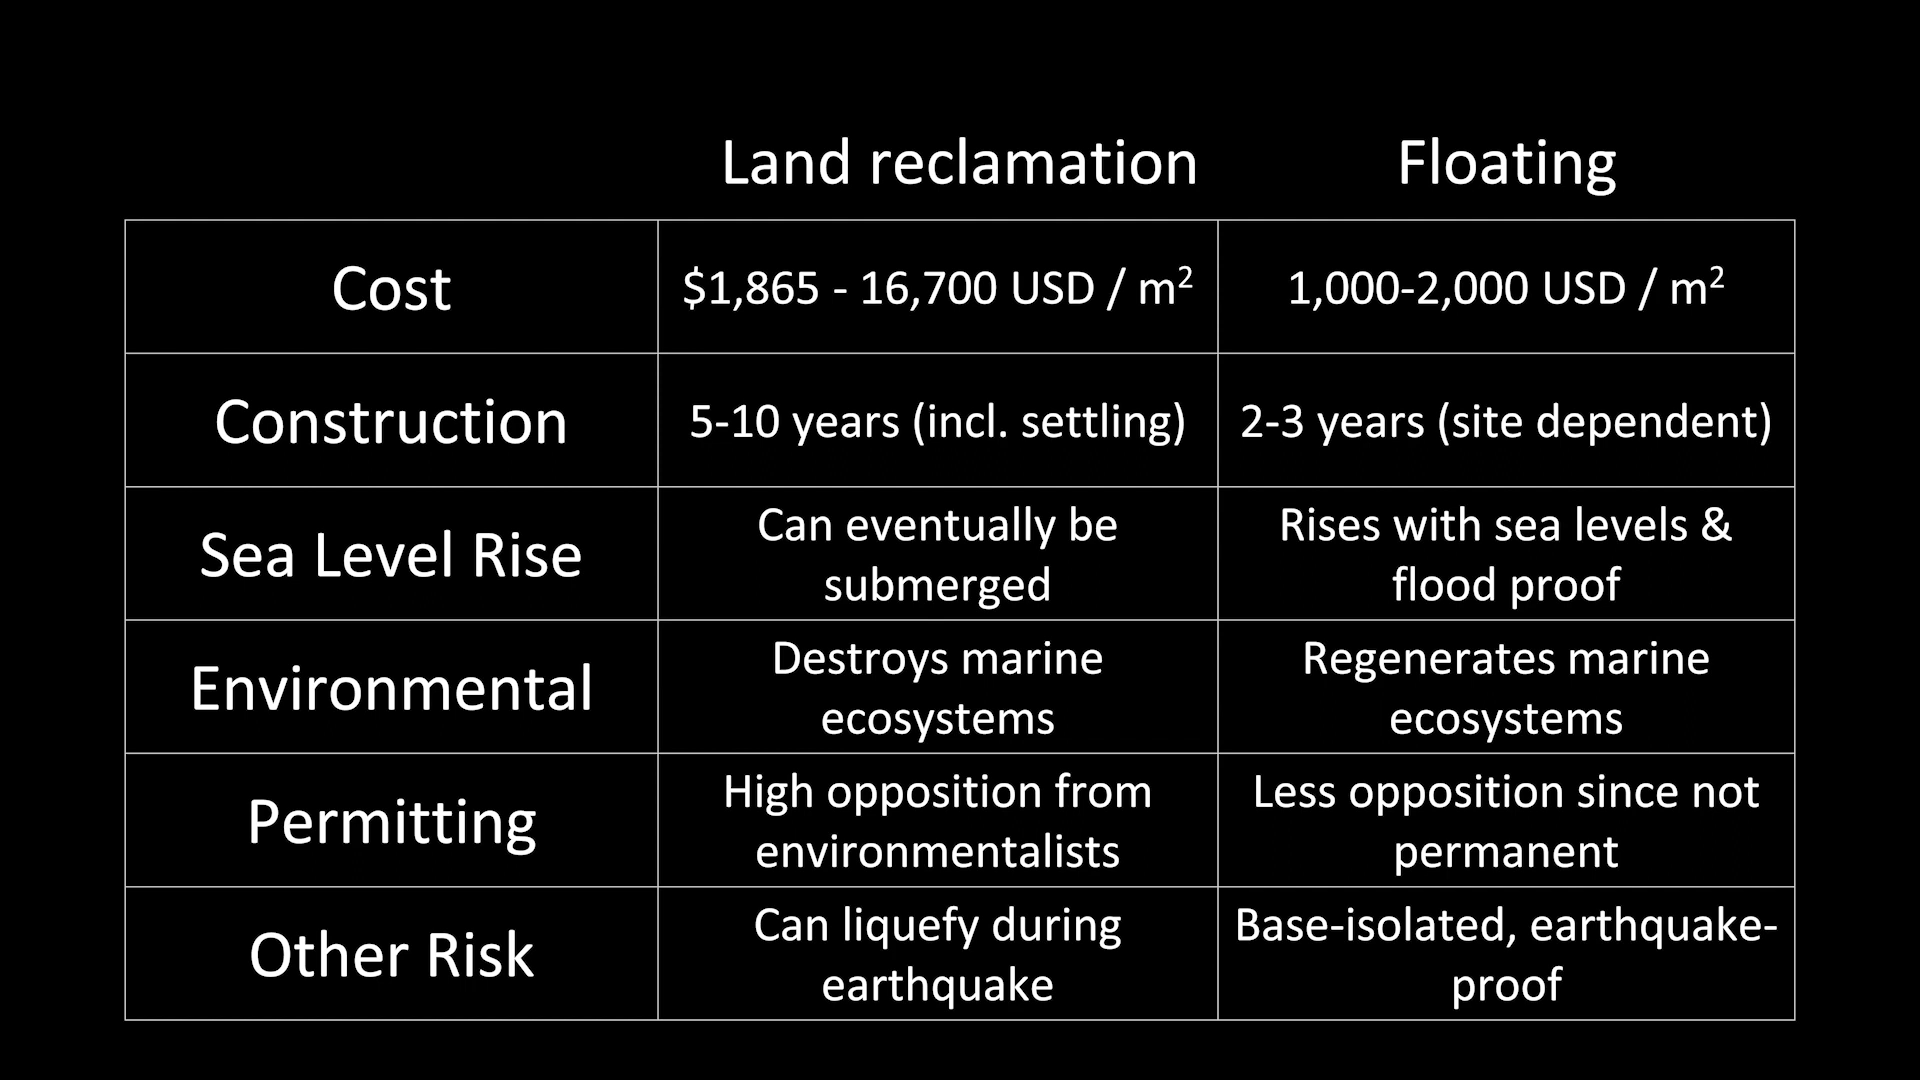 Land reclamation
Floating
Cost
$1,865 - 16,700 USD / m²
1,000-2,000 USD / m²
Construction
5-10 years (incl. settling)
2-3 years (site dependent)
Sea Level Rise
Can eventually be
submerged
Rises with sea levels &
flood proof
Environmental
Destroys marine
ecosystems
Regenerates marine
ecosystems
Permitting
High opposition from
environmentalists
Less opposition since not
permanent
Other Risk
Can liquefy during
earthquake
Base-isolated, earthquake-
proof